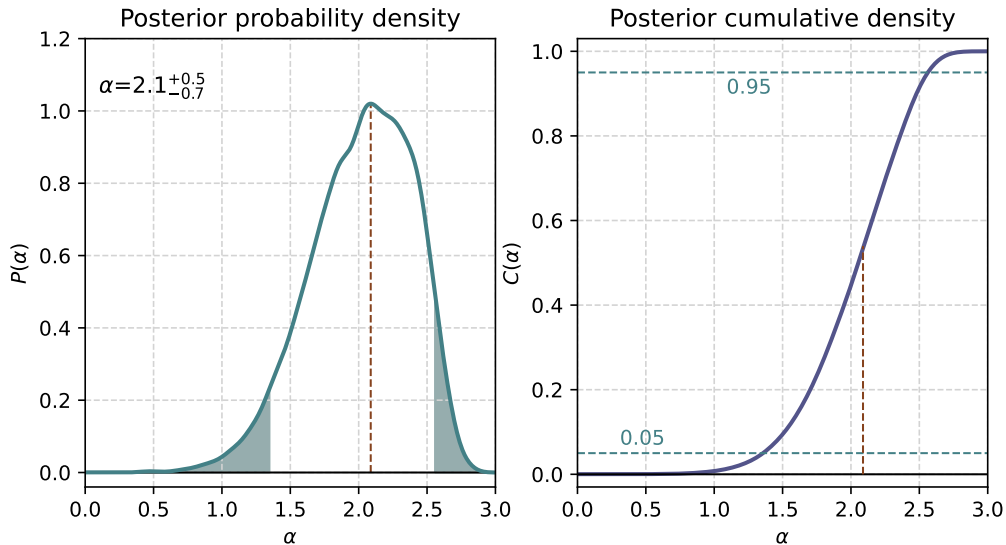 Posterior probability density
α=2.1+0.5−0.7
P(α)
1.2
1.0
0.8
0.6
0.4
0.2
0.0
0.0 0.5 1.0 1.5 2.0 2.5 3.0
α
Posterior cumulative density
C(α)
1.0
0.8
0.6
0.4
0.2
0.0
0.95
0.05
0.0 0.5 1.0 1.5 2.0 2.5 3.0
α